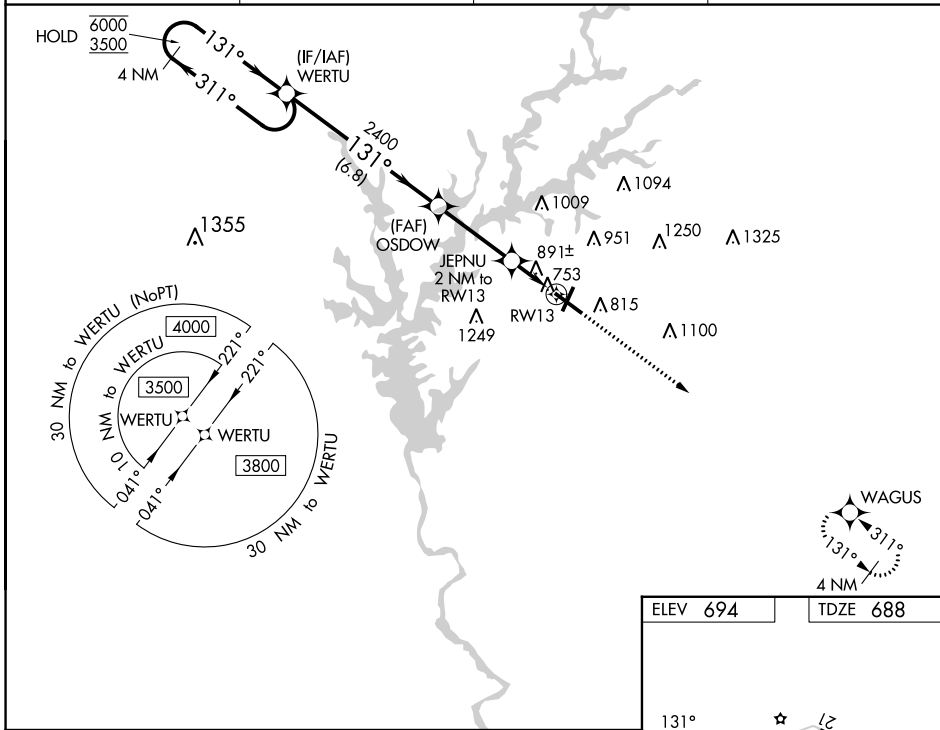 HOLD 6000
3500
4 NM
131°
311°
(IF/IAF)
WERTU
2400
131°
(6.8)
(FAF)
OSDOW
JEPNU
2 NM to
RW13
RW13
1355
1094
1009
951
1250
1325
891±
753
815
1249
1100
30 NM to WERTU (NoPT)
4000
10 NM to WERTU
3500
221°
221°
WERTU
WERTU
041°
041°
3800
30 NM to WERTU
WAGUS
311°
131°
4 NM
ELEV 694
TDZE 688
131°
21